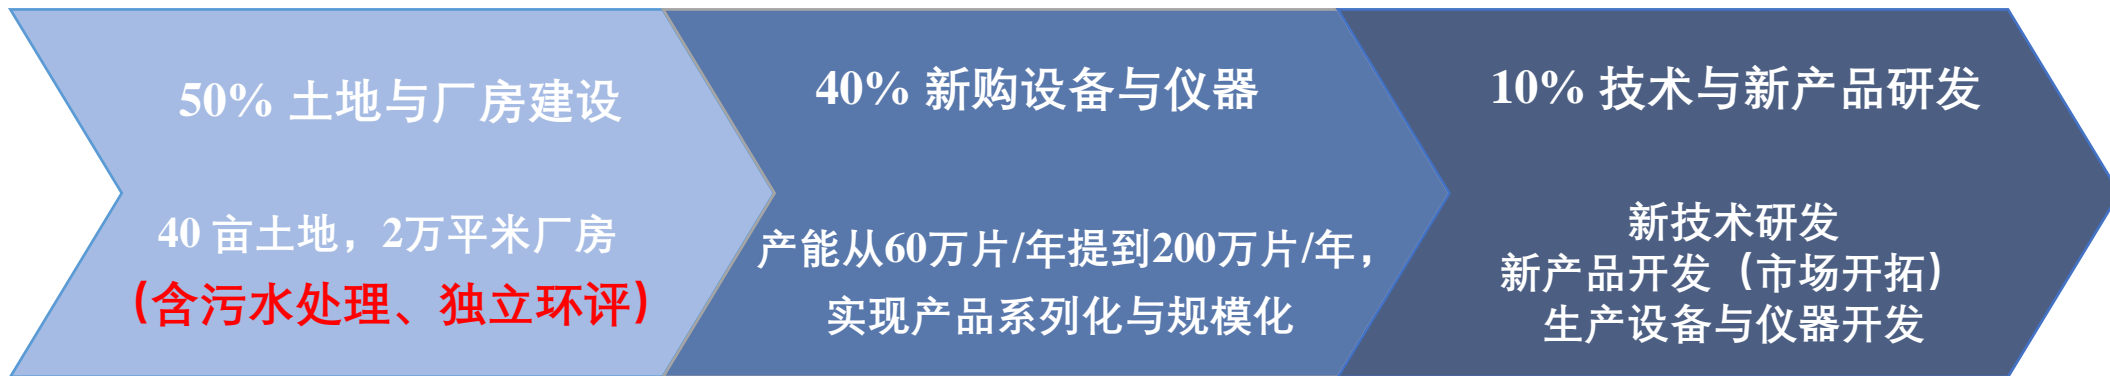 50% 土地与厂房建设
40 亩土地，2万平米厂房
（含污水处理、独立环评）
40% 新购设备与仪器
产能从60万片/年提到200万片/年，
实现产品系列化与规模化
10% 技术与新产品研发
新技术研发
新产品开发（市场开拓）
生产设备与仪器开发